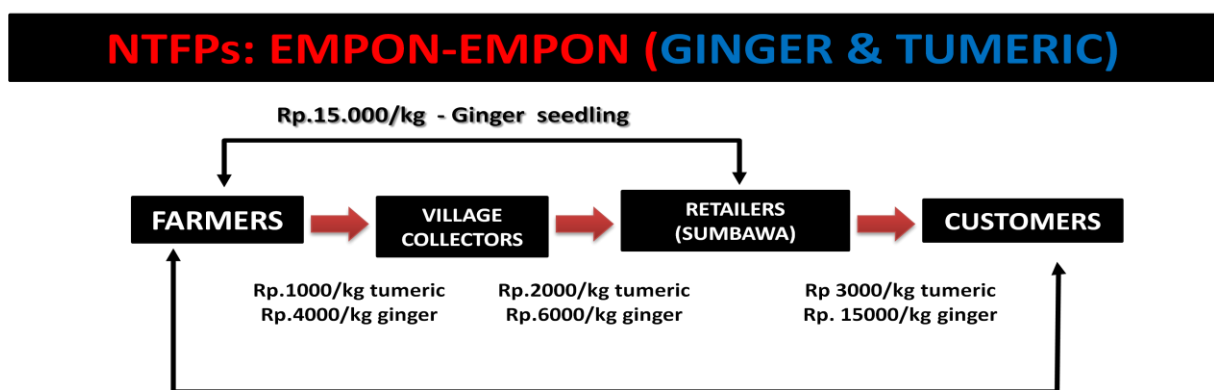 NTFPs: EMPON-EMPON (GINGER & TUMERIC)
Rp.15.000/kg - Ginger seedling
FARMERS
VILLAGE
COLLECTORS
RETAILERS
(SUMBAWA)
CUSTOMERS
Rp.1000/kg tumeric
Rp.4000/kg ginger
Rp.2000/kg tumeric
Rp.6000/kg ginger
Rp 3000/kg tumeric
Rp. 15000/kg ginger